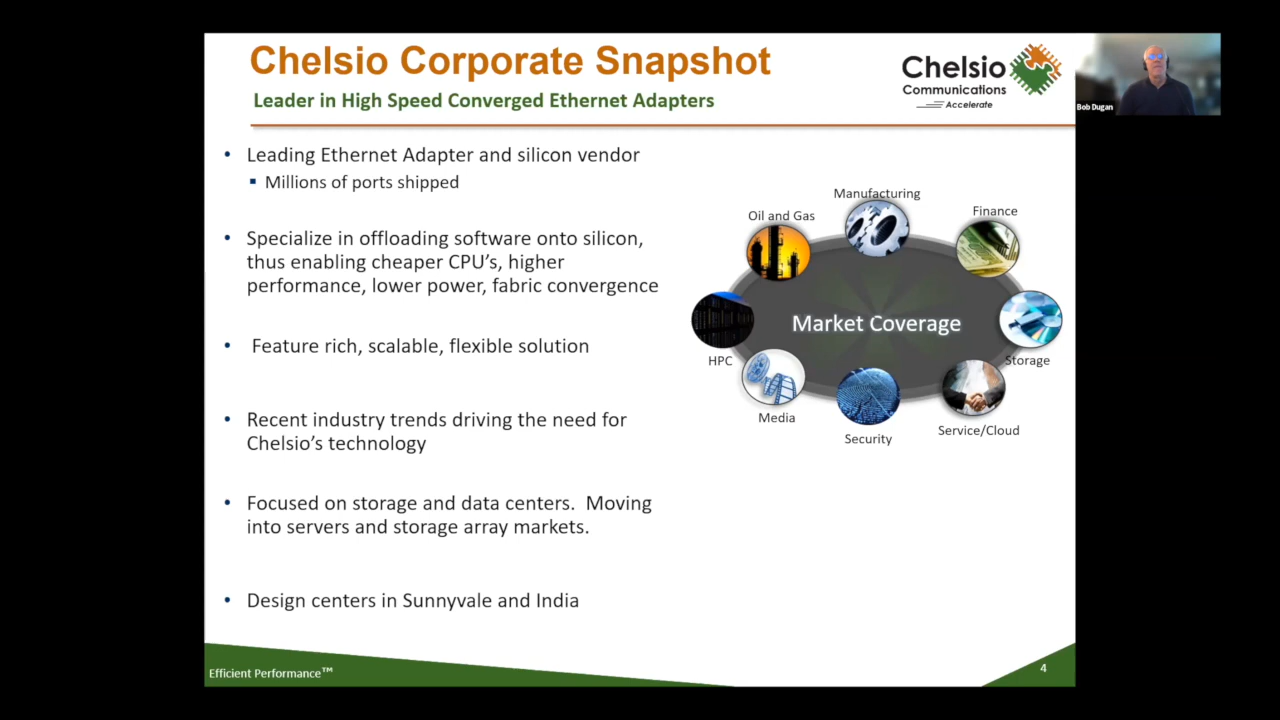 Chelsio Corporate Snapshot
Leader in High Speed Converged Ethernet Adapters
Chelsio
Communications
Accelerate
Bob Dugan
• Leading Ethernet Adapter and silicon vendor
▪ Millions of ports shipped
• Specialize in offloading software onto silicon,
thus enabling cheaper CPU's, higher
performance, lower power, fabric convergence
• Feature rich, scalable, flexible solution
• Recent industry trends driving the need for
Chelsio's technology
• Focused on storage and data centers. Moving
into servers and storage array markets.
• Design centers in Sunnyvale and India
Manufacturing
Oil and Gas
Finance
Market Coverage
HPC
Storage
Media
Security
Service/Cloud
Efficient Performance™
4